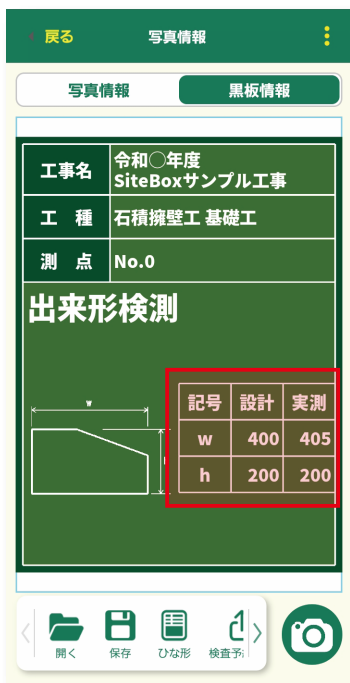 戻る
写真情報
写真情報 黒板情報
工事名 令和〇年度
SiteBoxサンプル工事
工 種 石積擁壁工 基礎工
測 点 No.0
出来形検測
w
記号 設計 実測
w 400 405
h 200 200
開く 保存 ひな形 検査予